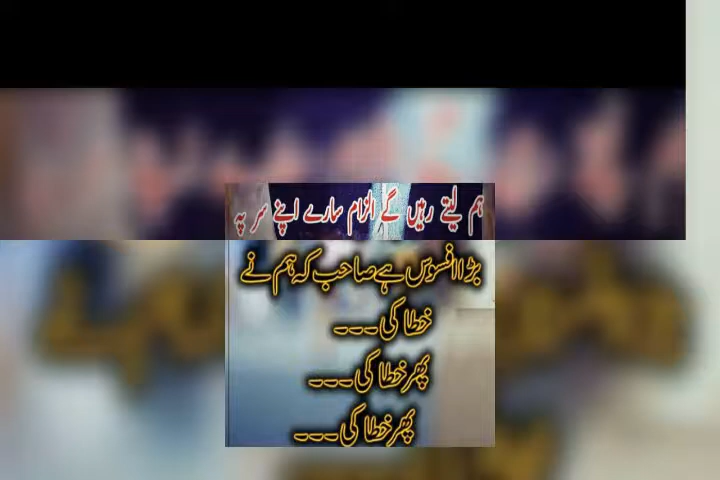 ہم لیتے رہیں گے الزام سارے اپنے سر پہ
بڑا افسوس ہے صاحب کہ ہم نے
خطا کی۔۔۔
پھر خطا کی۔۔۔
پھر خطا کی۔۔۔